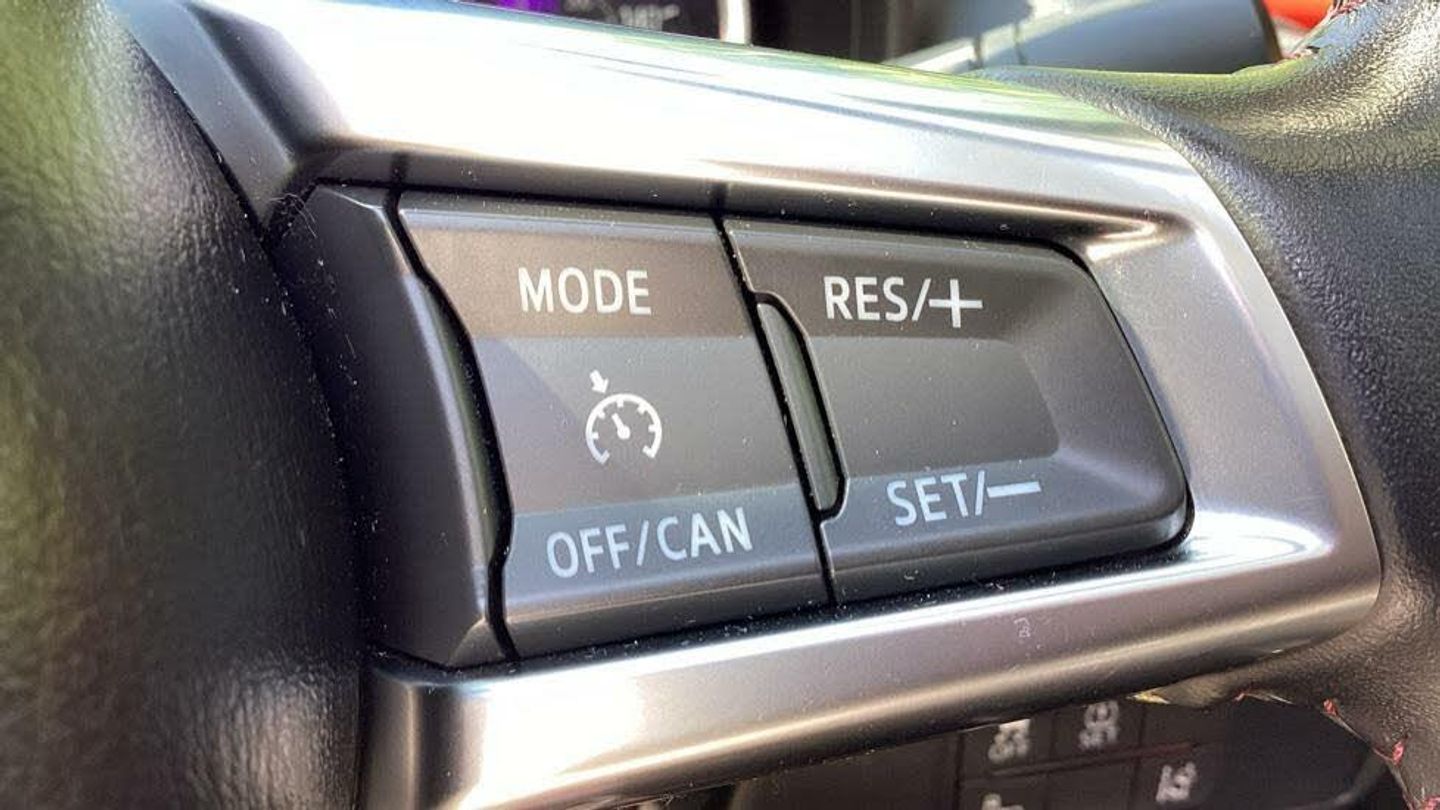 MODE
RES/+
OFF/CAN
SET/−